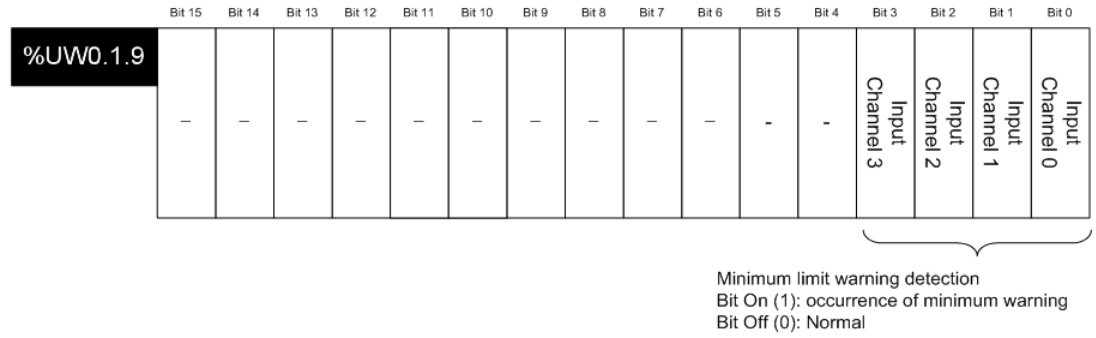 Bit 15 Bit 14 Bit 13 Bit 12 Bit 11 Bit 10 Bit 9 Bit 8 Bit 7 Bit 6 Bit 5 Bit 4 Bit 3 Bit 2 Bit 1 Bit 0
%UW0.1.9
– – – – – – – – – – - -
Input
Channel 3
Input
Channel 2
Input
Channel 1
Input
Channel 0
Minimum limit warning detection
Bit On (1): occurrence of minimum warning
Bit Off (0): Normal